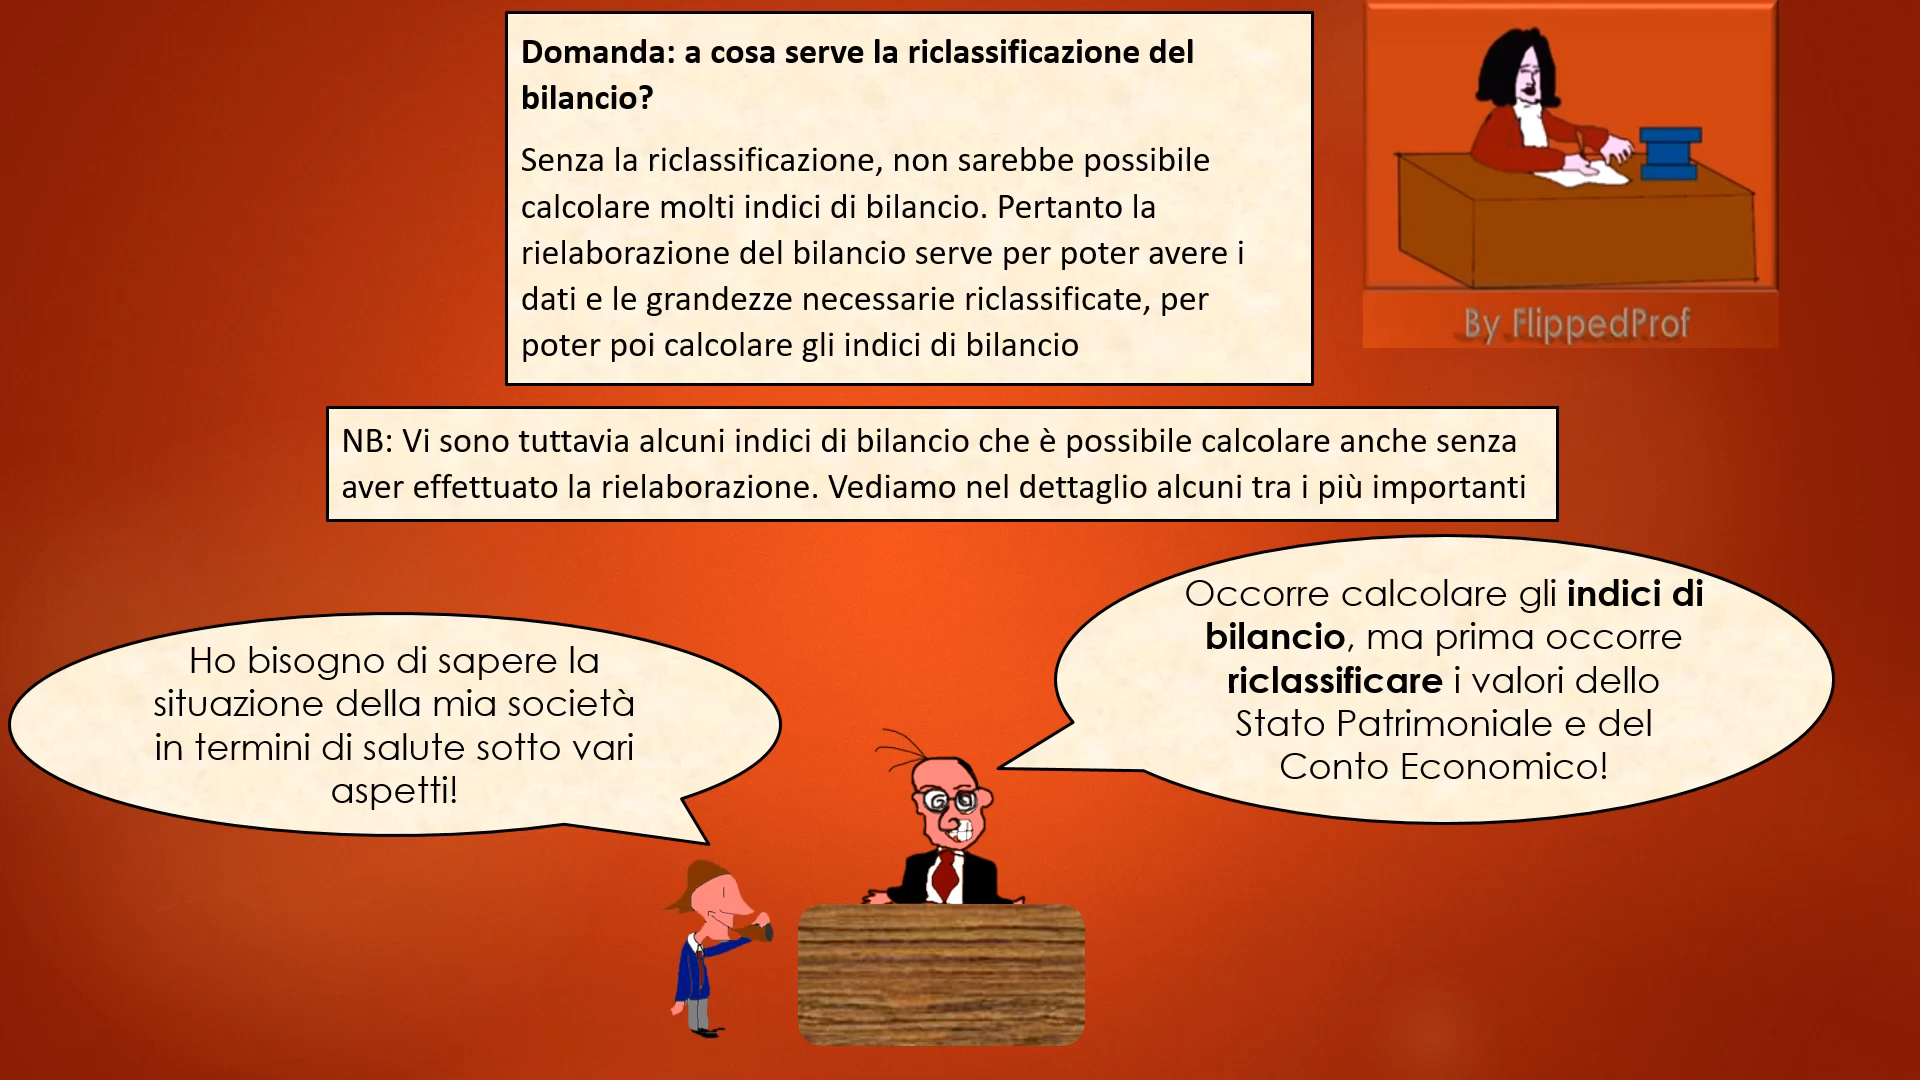 Domanda: a cosa serve la riclassificazione del
bilancio?
Senza la riclassificazione, non sarebbe possibile
calcolare molti indici di bilancio. Pertanto la
rielaborazione del bilancio serve per poter avere i
dati e le grandezze necessarie riclassificate, per
poter poi calcolare gli indici di bilancio
By FlippedProf
NB: Vi sono tuttavia alcuni indici di bilancio che è possibile calcolare anche senza
aver effettuato la rielaborazione. Vediamo nel dettaglio alcuni tra i più importanti
Ho bisogno di sapere la
situazione della mia società
in termini di salute sotto vari
aspetti!
Occorre calcolare gli indici di
bilancio, ma prima occorre
riclassificare i valori dello
Stato Patrimoniale e del
Conto Economico!